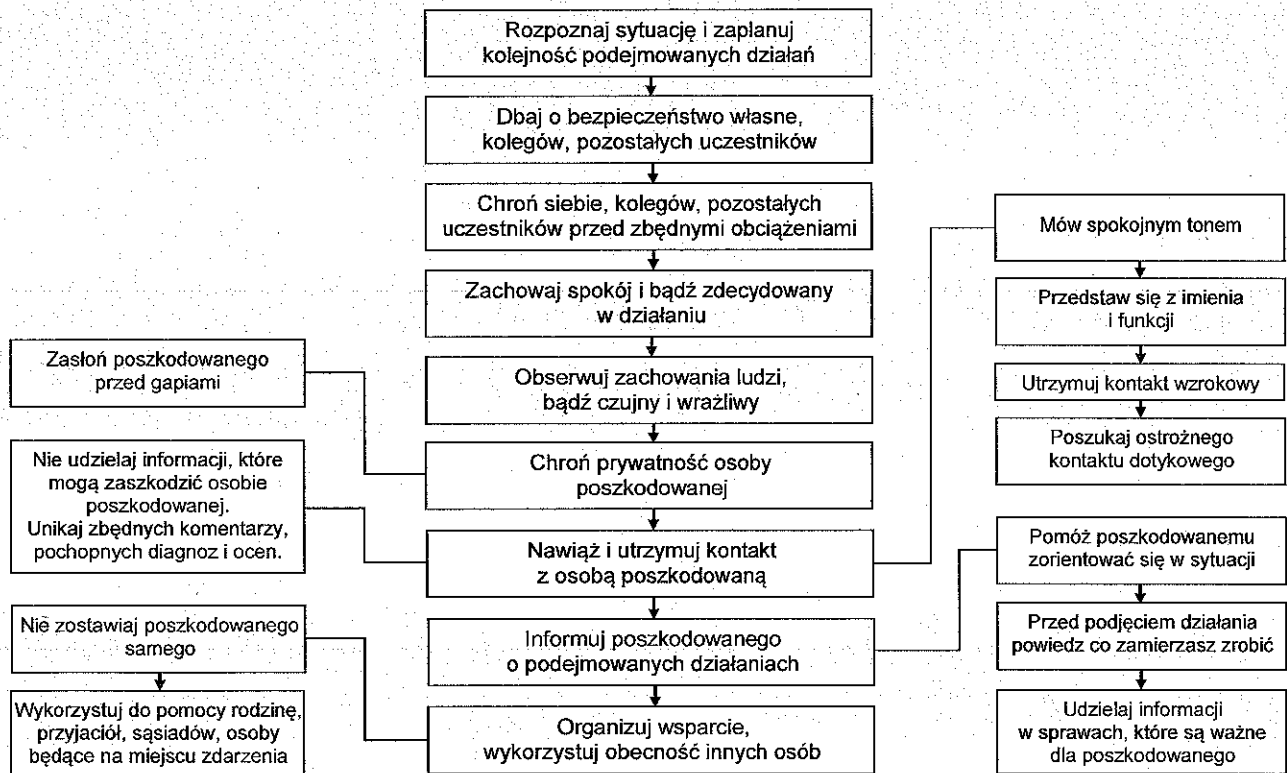 Rozpoznaj sytuację i zaplanuj
kolejność podejmowanych działań
Dbaj o bezpieczeństwo własne,
kolegów, pozostałych uczestników
Chroń siebie, kolegów, pozostałych
uczestników przed zbędnymi obciążeniami
Zachowaj spokój i bądź zdecydowany
w działaniu
Obserwuj zachowania ludzi,
bądź czujny i wrażliwy
Chroń prywatność osoby
poszkodowanej
Nawiąż i utrzymuj kontakt
z osobą poszkodowaną
Informuj poszkodowanego
o podejmowanych działaniach
Organizuj wsparcie,
wykorzystuj obecność innych osób
Zasłoń poszkodowanego
przed gapiami
Nie udzielaj informacji, które
mogą zaszkodzić osobie
poszkodowanej.
Unikaj zbędnych komentarzy,
pochopnych diagnoz i ocen.
Nie zostawiaj poszkodowanego
samego
Wykorzystuj do pomocy rodzinę,
przyjaciół, sąsiadów, osoby
będące na miejscu zdarzenia
Mów spokojnym tonem
Przedstaw się z imienia
i funkcji
Utrzymuj kontakt wzrokowy
Poszukaj ostrożnego
kontaktu dotykowego
Pomóż poszkodowanemu
zorientować się w sytuacji
Przed podjęciem działania
powiedz co zamierzasz zrobić
Udzielaj informacji
w sprawach, które są ważne
dla poszkodowanego